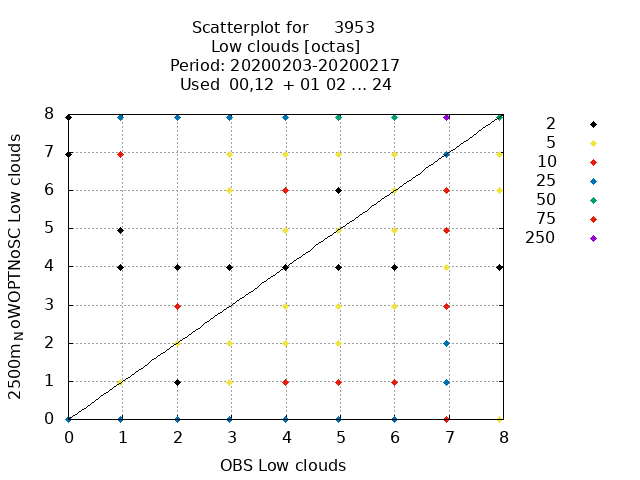 Scatterplot for 3953
Low clouds [octas]
Period: 20200203-20200217
Used 00,12 + 01 02 ... 24
8
7
6
5
4
3
2
1
0
0 1 2 3 4 5 6 7 8
2500m_NoWOPTNoSC Low clouds
OBS Low clouds
2
5
10
25
50
75
250